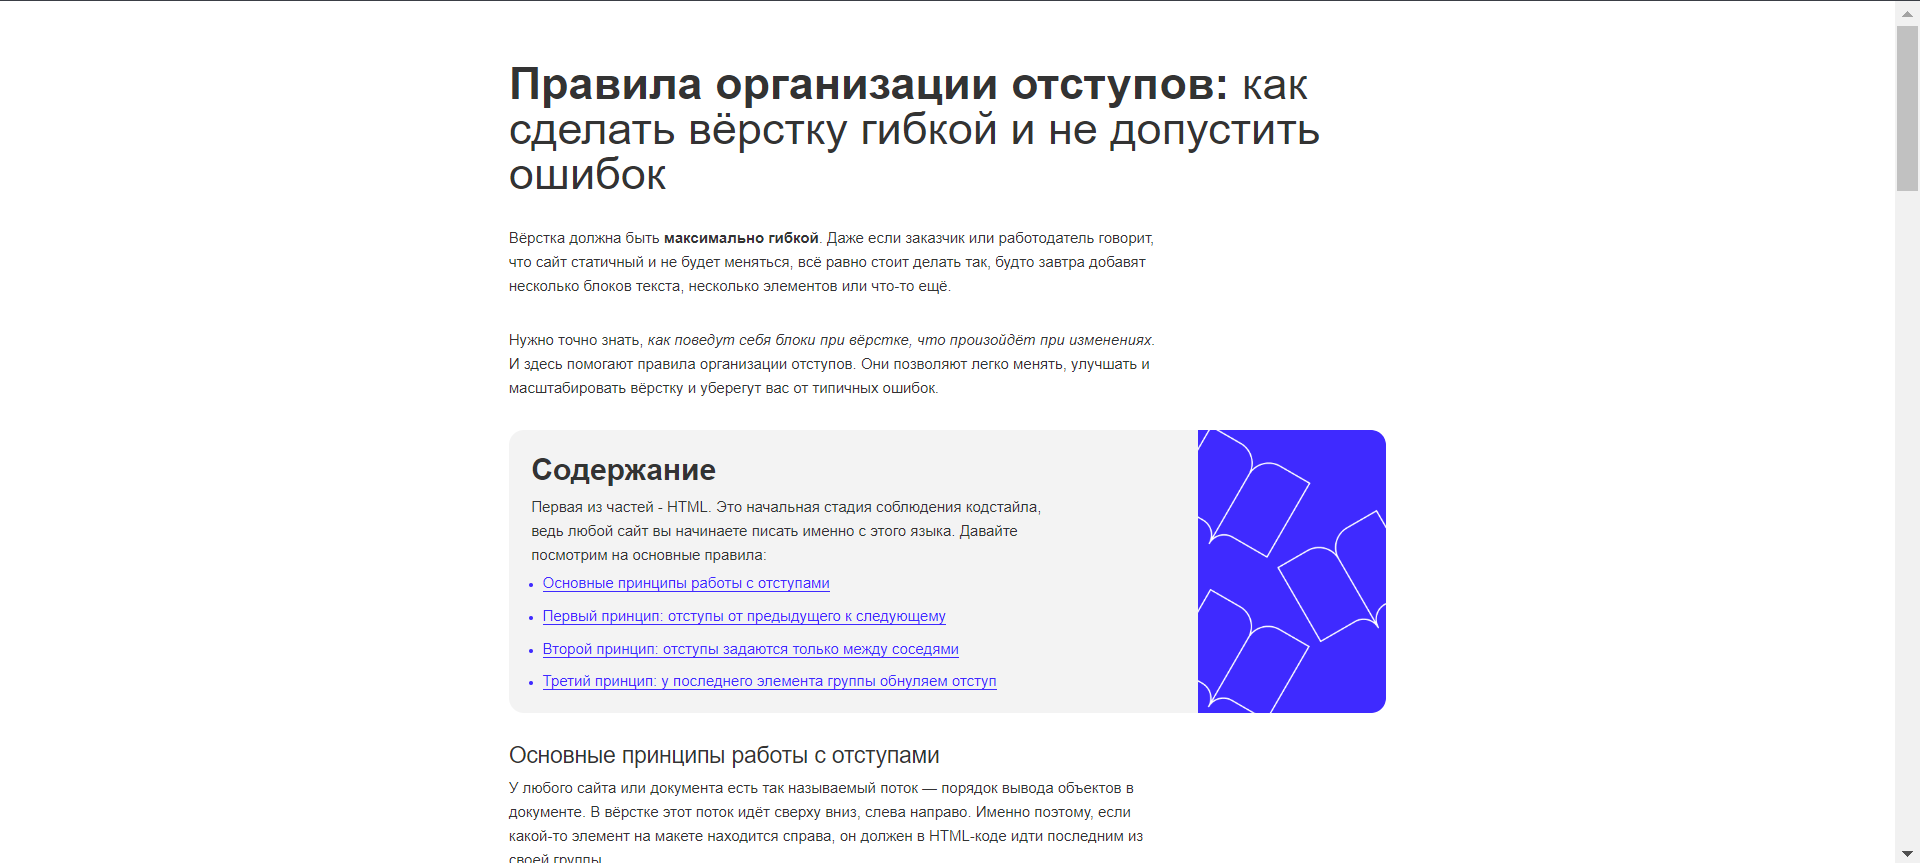 Правила организации отступов: как
сделать вёрстку гибкой и не допустить
ошибок
Вёрстка должна быть максимально гибкой. Даже если заказчик или работодатель говорит,
что сайт статичный и не будет меняться, всё равно стоит делать так, будто завтра добавят
несколько блоков текста, несколько элементов или что-то ещё.
Нужно точно знать, как поведут себя блоки при вёрстке, что произойдёт при изменениях.
И здесь помогают правила организации отступов. Они позволяют легко менять, улучшать и
масштабировать вёрстку и уберегут вас от типичных ошибок.
Содержание
Первая из частей - HTML. Это начальная стадия соблюдения кодстайла,
ведь любой сайт вы начинаете писать именно с этого языка. Давайте
посмотрим на основные правила:
• Основные принципы работы с отступами
• Первый принцип: отступы от предыдущего к следующему
• Второй принцип: отступы задаются только между соседями
• Третий принцип: у последнего элемента группы обнуляем отступ
Основные принципы работы с отступами
У любого сайта или документа есть так называемый поток — порядок вывода объектов в
документе. В вёрстке этот поток идёт сверху вниз, слева направо. Именно поэтому, если
какой-то элемент на макете находится справа, он должен в HTML-коде идти последним из
своей группы.